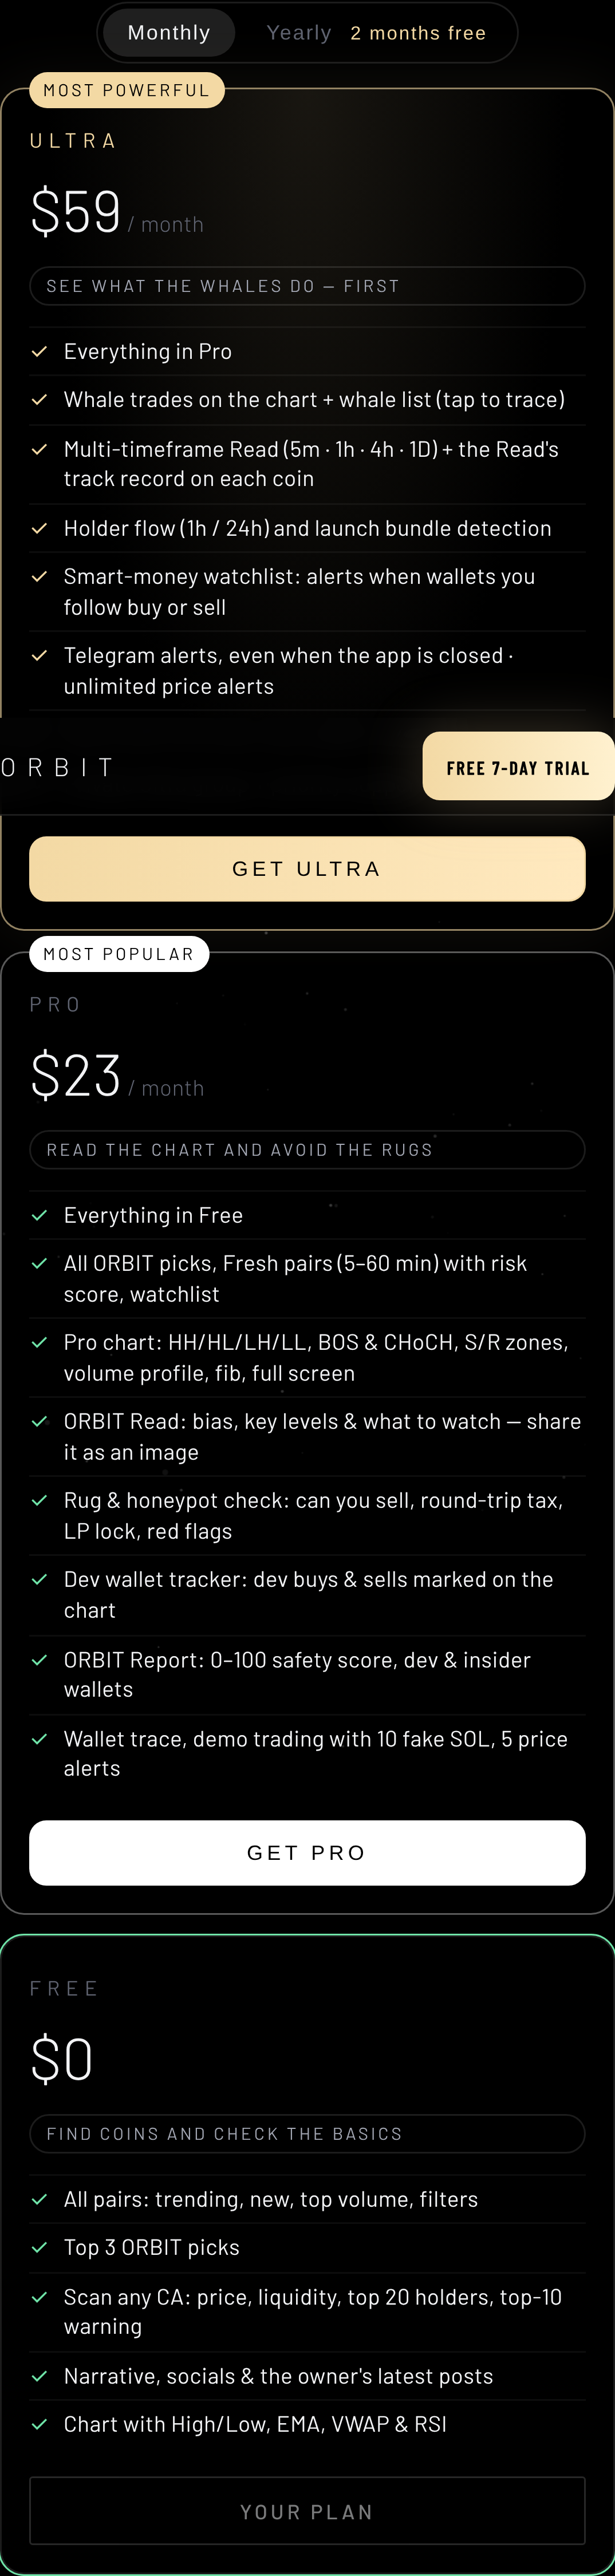 Monthly Yearly 2 months free
MOST POWERFUL
ULTRA
$59 / month
SEE WHAT THE WHALES DO — FIRST
Everything in Pro
Whale trades on the chart + whale list (tap to trace)
Multi-timeframe Read (5m · 1h · 4h · 1D) + the Read's
track record on each coin
Holder flow (1h / 24h) and launch bundle detection
Smart-money watchlist: alerts when wallets you
follow buy or sell
Telegram alerts, even when the app is closed ·
unlimited price alerts
ORBIT FREE 7-DAY TRIAL
GET ULTRA
MOST POPULAR
PRO
$23 / month
READ THE CHART AND AVOID THE RUGS
Everything in Free
All ORBIT picks, Fresh pairs (5–60 min) with risk
score, watchlist
Pro chart: HH/HL/LH/LL, BOS & CHoCH, S/R zones,
volume profile, fib, full screen
ORBIT Read: bias, key levels & what to watch — share
it as an image
Rug & honeypot check: can you sell, round-trip tax,
LP lock, red flags
Dev wallet tracker: dev buys & sells marked on the
chart
ORBIT Report: 0–100 safety score, dev & insider
wallets
Wallet trace, demo trading with 10 fake SOL, 5 price
alerts
GET PRO
FREE
$0
FIND COINS AND CHECK THE BASICS
All pairs: trending, new, top volume, filters
Top 3 ORBIT picks
Scan any CA: price, liquidity, top 20 holders, top-10
warning
Narrative, socials & the owner's latest posts
Chart with High/Low, EMA, VWAP & RSI
YOUR PLAN